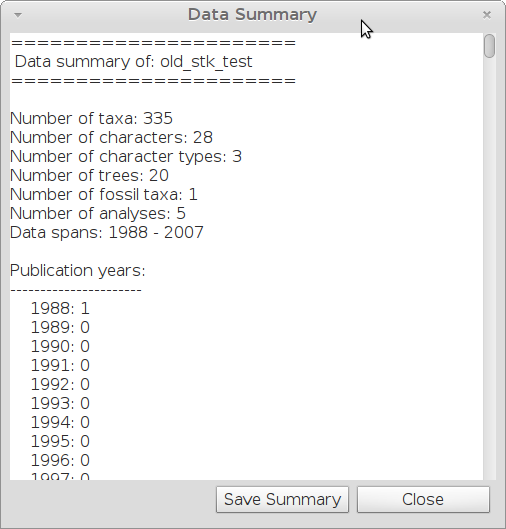 Data Summary
=======================
Data summary of: old_stk_test
=======================
Number of taxa: 335
Number of characters: 28
Number of character types: 3
Number of trees: 20
Number of fossil taxa: 1
Number of analyses: 5
Data spans: 1988 - 2007
Publication years:
----------------------
1988: 1
1989: 0
1990: 0
1991: 0
1992: 0
1993: 0
1994: 0
1995: 0
1996: 0
1997: 0
Save Summary
Close